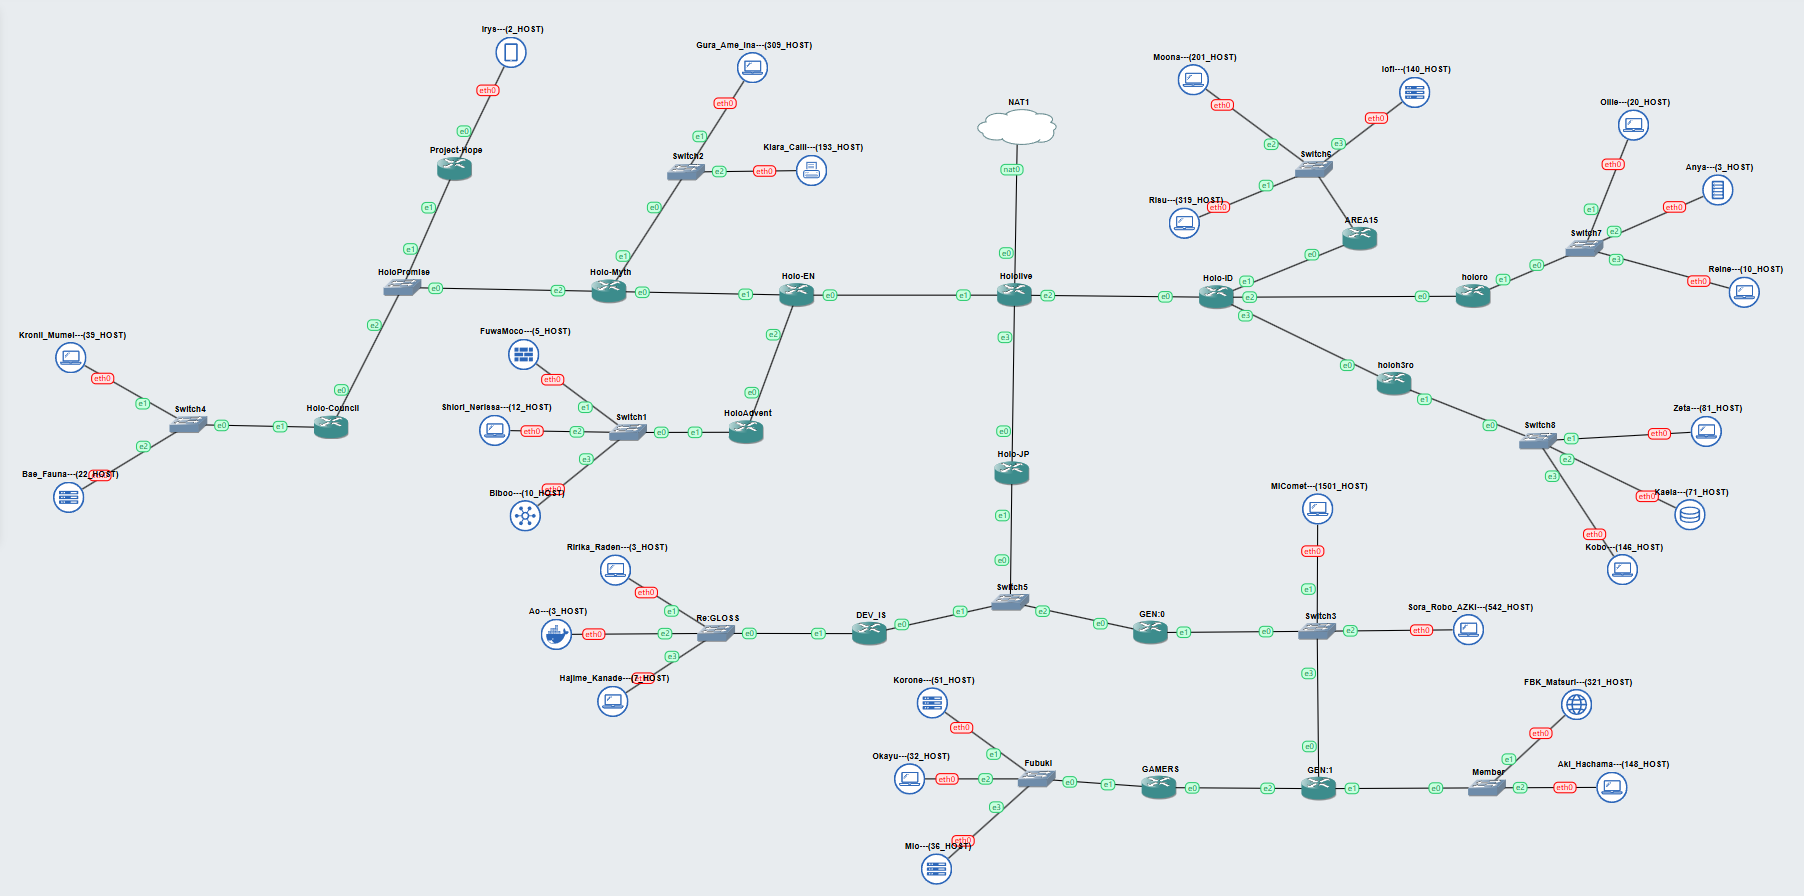 Irys---(2_HOST)
eth0
e0
Project-Hope
e1
e1
HoloPromise
e0
e2
Gura_Ame_Ina---(309_HOST)
eth0
e1
Switch2
e2
eth0
Kiara_Calli---(193_HOST)
e0
e1
Holo-Myth
e2
e0
e1
Holo-EN
e0
e2
NAT1
nat0
e0
Hololive
e1
e2
e3
Moona---(201_HOST)
eth0
e2
Iofi---(140_HOST)
eth0
e3
Switch6
e1
Risu---(319_HOST)
eth0
AREA15
e0
Holo-ID
e1
e0
e2
e3
e0
holoro
e1
e0
Ollie---(20_HOST)
eth0
e1
Anya---(3_HOST)
eth0
e2
Switch7
e3
eth0
Reine---(10_HOST)
e0
holoh3ro
e1
e0
Switch8
e1
eth0
Zeta---(81_HOST)
e2
eth0
Kaela---(71_HOST)
e3
eth0
Kobo---(146_HOST)
Kronii_Mumei---(39_HOST)
eth0
e1
Switch4
e0
e1
Holo-Council
e0
e2
Bae_Fauna---(22_HOST)
eth0
FuwaMoco---(5_HOST)
eth0
e1
Shiori_Nerissa---(12_HOST)
eth0
e2
Switch1
e0
e1
HoloAdvent
e0
e3
eth0
Biboo---(10_HOST)
e0
Holo-JP
e1
e0
Switch5
e1
e2
Ririka_Raden---(3_HOST)
eth0
e1
Ao---(3_HOST)
eth0
e2
Re:GLOSS
e0
e1
DEV_IS
e0
e3
eth0
Hajime_Kanade---(7_HOST)
e0
GEN:0
e1
e0
Switch3
e1
eth0
MiComet---(1501_HOST)
e2
eth0
Sora_Robo_AZKI---(542_HOST)
e3
e0
GEN:1
e2
e1
Korone---(51_HOST)
eth0
e1
Okayu---(32_HOST)
eth0
e2
Fubuki
e0
e1
GAMERS
e0
e3
eth0
Mio---(36_HOST)
e0
Member
e1
eth0
FBK_Matsuri---(321_HOST)
e2
eth0
Aki_Hachama---(148_HOST)